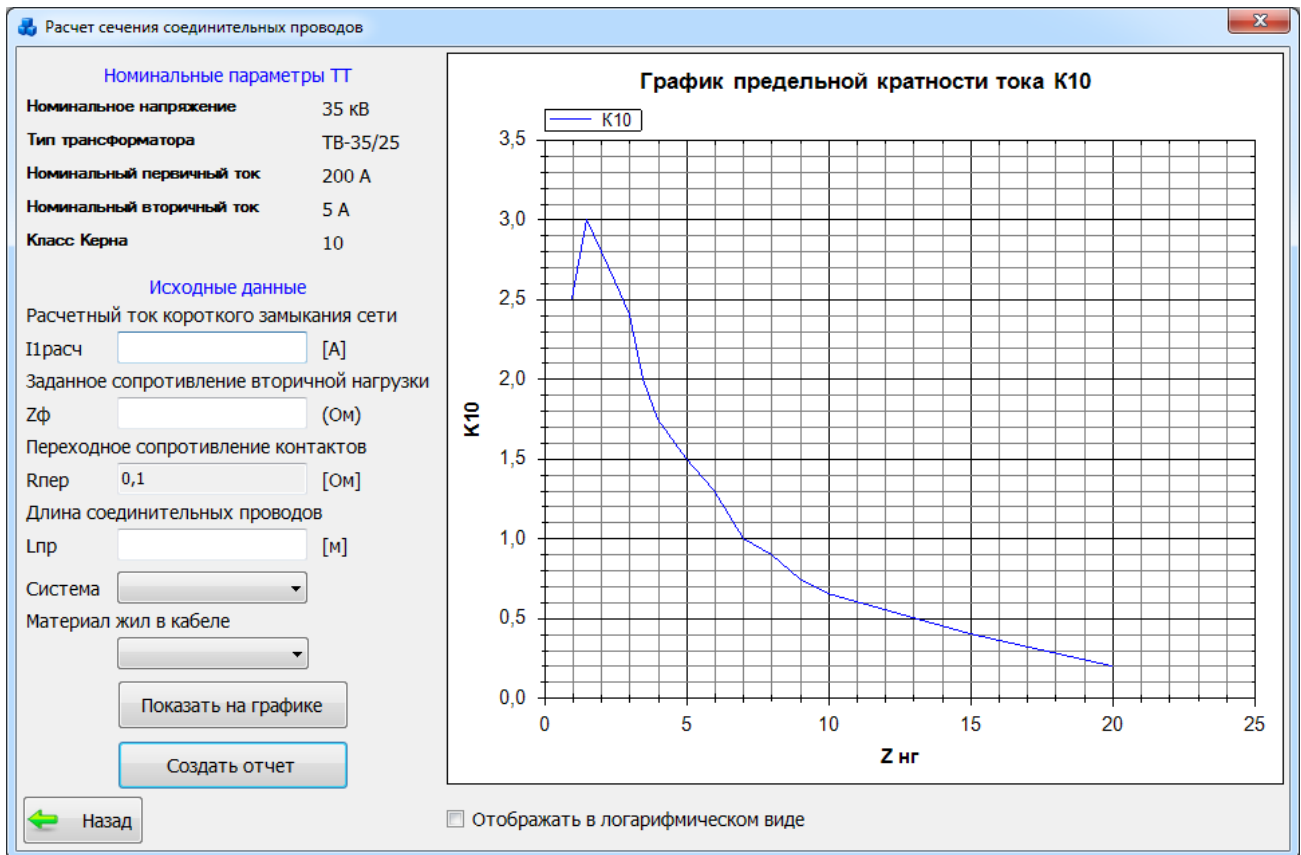 Расчет сечения соединительных проводов
Номинальные параметры ТТ
Номинальное напряжение 35 кВ
Тип трансформатора ТВ-35/25
Номинальный первичный ток 200 А
Номинальный вторичный ток 5 А
Класс Керна 10
Исходные данные
Расчетный ток короткого замыкания сети
I1расч [А]
Заданное сопротивление вторичной нагрузки
Zф (Ом)
Переходное сопротивление контактов
Rпер 0,1 [Ом]
Длина соединительных проводов
Lпр [м]
Система
Материал жил в кабеле
Показать на графике
Создать отчет
Назад
График предельной кратности тока К10
К10
3,5
3,0
2,5
2,0
1,5
1,0
0,5
0,0
К10
0 5 10 15 20 25
Z нг
Отображать в логарифмическом виде